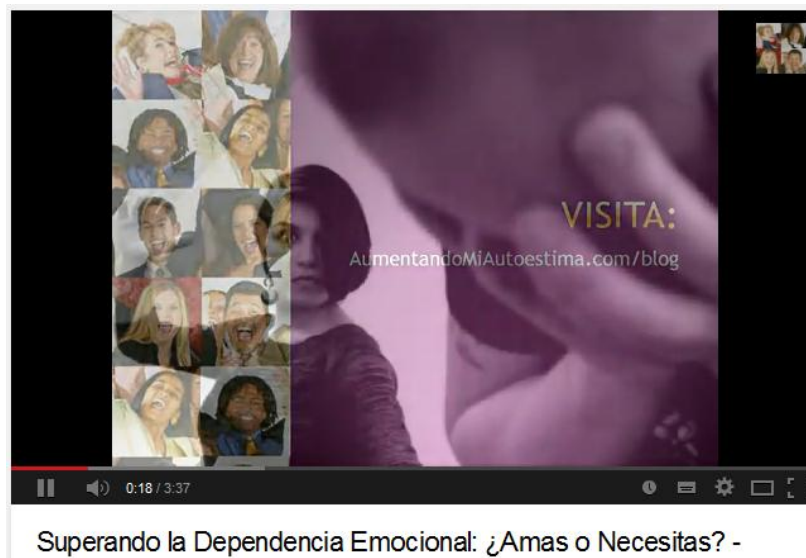 VISITA:
AumentandoMiAutoestima.com/blog
0:18 / 3:37
Superando la Dependencia Emocional: ¿Amas o Necesitas? -